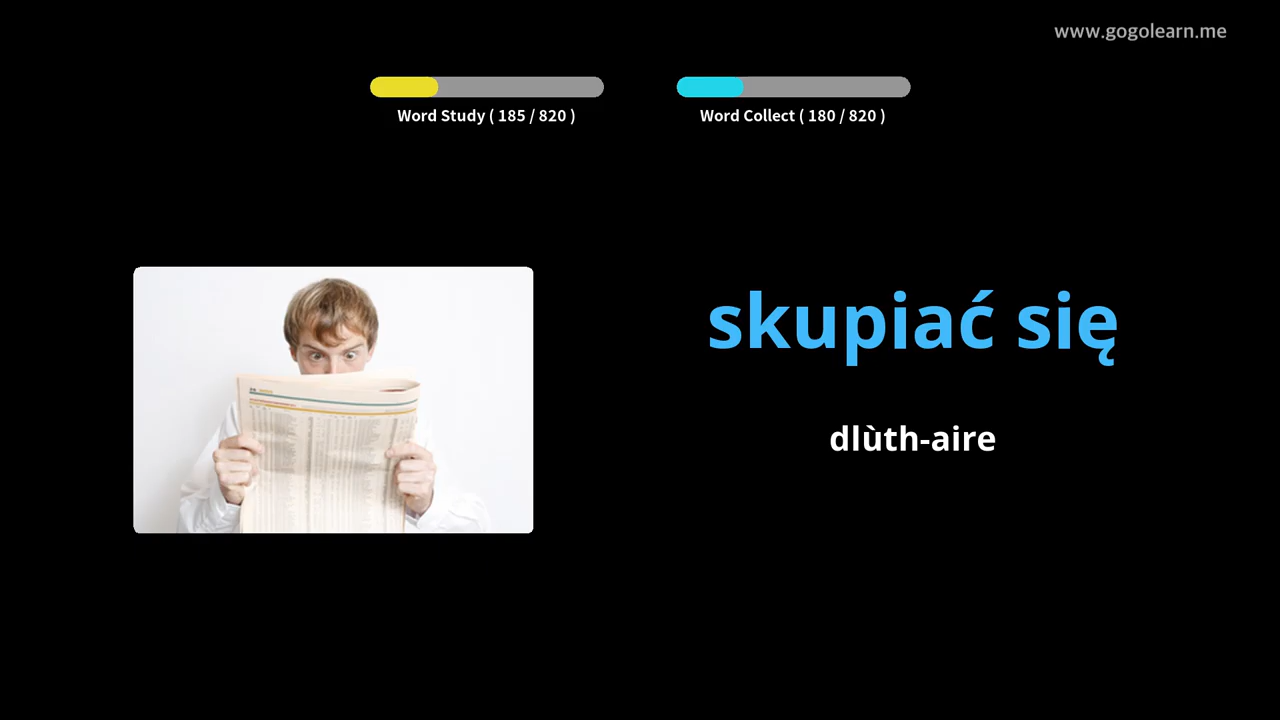 www.gogolearn.me
Word Study ( 185 / 820 )
Word Collect ( 180 / 820 )
skupiać się
dlùth-aire